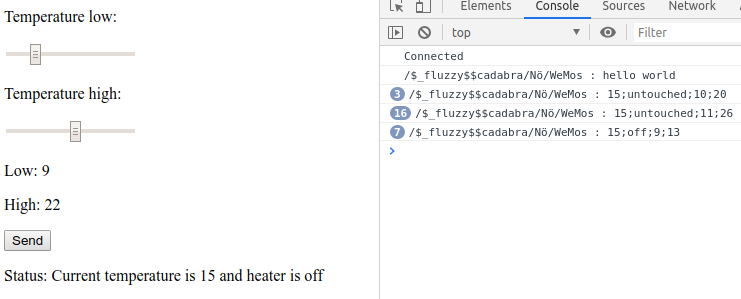 Temperature low:
Temperature high:
Low: 9
High: 22
Send
Status: Current temperature is 15 and heater is off
Elements Console Sources Network
top Filter
Connected
/$_fluzzy$$cadabra/Nö/WeMos : hello world
3 /$_fluzzy$$cadabra/Nö/WeMos : 15;untouched;10;20
16 /$_fluzzy$$cadabra/Nö/WeMos : 15;untouched;11;26
7 /$_fluzzy$$cadabra/Nö/WeMos : 15;off;9;13